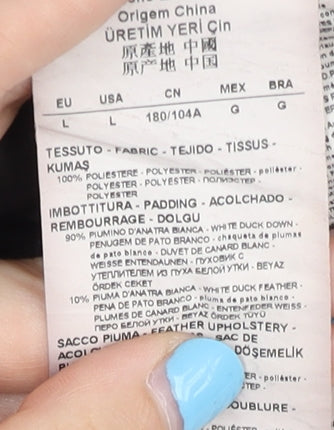 Origem China
ÜRETİM YERİ Çin
原產地 中國
原产地 中国
EU USA CN MEX BRA
L L 180/104A G G
TESSUTO - FABRIC - TEJIDO - TISSUS -
KUMAŞ
100% POLIESTERE - POLYESTER - POLIÉSTER - poliéster -
POLYESTER - POLYESTER - ПОЛИЭСТЕР -
POLYESTER
IMBOTTITURA - PADDING - ACOLCHADO -
REMBOURRAGE - DOLGU
90% PIUMINO D'ANATRA BIANCA - WHITE DUCK DOWN -
PENUGEM DE PATO BRANCO - chaqueta de plumas
de pato blanco - DUVET DE CANARD BLANC -
WEISSE ENTENDAUNEN - ПУХОВИК С
УТЕПЛИТЕЛЕМ ИЗ ПУХА БЕЛОЙ УТКИ - BEYAZ
ÖRDEK CEKET
10% PIUMA D'ANATRA BIANCA - WHITE DUCK FEATHER -
PENA DE PATO BRANCO - pluma de pato blanco -
PLUMES DE CANARD BLANC - ENTENFEDER WEISS -
ПЕРО БЕЛОЙ УТКИ - BEYAZ ÖRDEK TÜYÜ
SACCO PIUMA - FEATHER UPHOLSTERY -
SAC DE
DÖŞEMELİK
- poliéster -